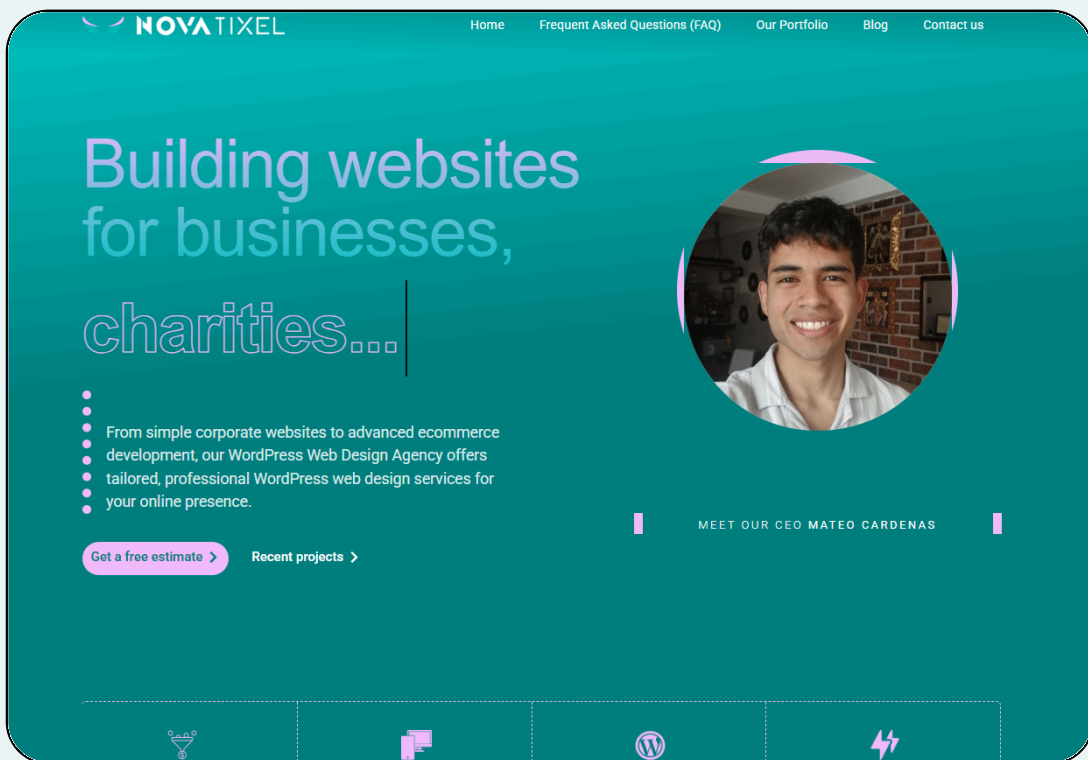 NOVATIXEL
Home
Frequent Asked Questions (FAQ)
Our Portfolio
Blog
Contact us
Building websites
for businesses,
charities...
From simple corporate websites to advanced ecommerce
development, our WordPress Web Design Agency offers
tailored, professional WordPress web design services for
your online presence.
Get a free estimate
Recent projects
MEET OUR CEO MATEO CARDENAS